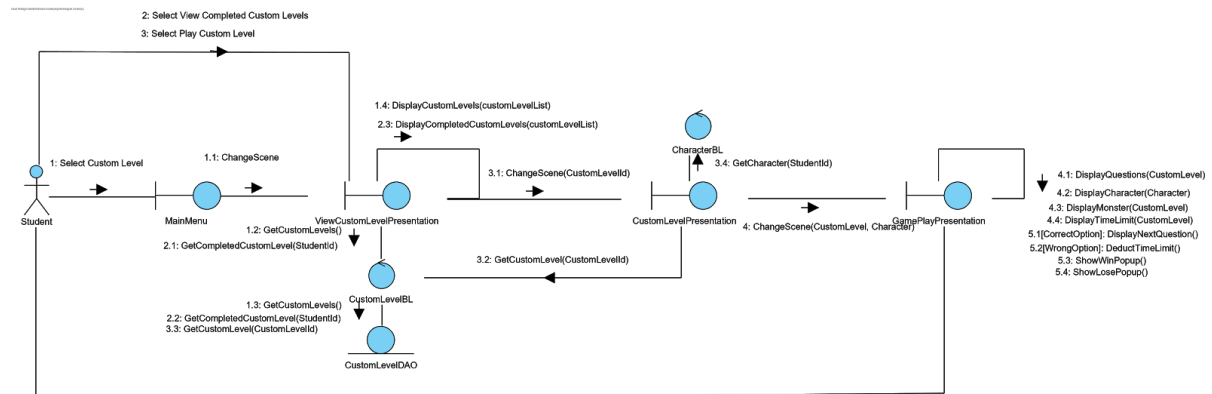 2: Select View Completed Custom Levels
3: Select Play Custom Level
1.4: DisplayCustomLevels(customLevelList)
2.3: DisplayCompletedCustomLevels(customLevelList)
CharacterBL
3.4: GetCharacter(StudentId)
1: Select Custom Level
1.1: ChangeScene
3.1: ChangeScene(CustomLevelId)
4.1: DisplayQuestions(CustomLevel)
4.2: DisplayCharacter(Character)
4.3: DisplayMonster(CustomLevel)
4.4: DisplayTimeLimit(CustomLevel)
5.1[CorrectOption]: DisplayNextQuestion()
5.2[WrongOption]: DeductTimeLimit()
5.3: ShowWinPopup()
5.4: ShowLosePopup()
Student
MainMenu
ViewCustomLevelPresentation
CustomLevelPresentation
GamePlayPresentation
4: ChangeScene(CustomLevel, Character)
1.2: GetCustomLevels()
2.1: GetCompletedCustomLevel(StudentId)
3.2: GetCustomLevel(CustomLevelId)
CustomLevelBL
1.3: GetCustomLevels()
2.2: GetCompletedCustomLevel(StudentId)
3.3: GetCustomLevel(CustomLevelId)
CustomLevelDAO